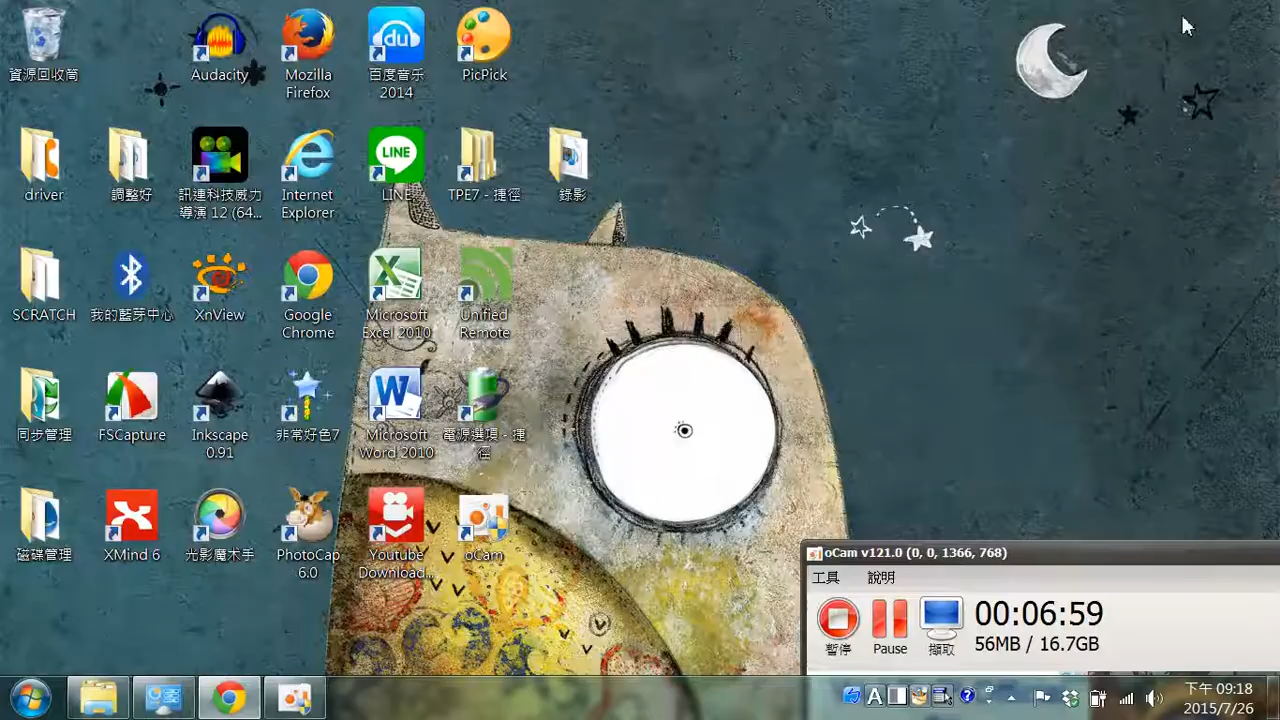 資源回收筒
Audacity
Mozilla
Firefox
百度音乐
2014
PicPick
driver
調整好
訊連科技威力
導演 12 (64...
Internet
Explorer
LINE
LINE
TPE7 - 捷徑
錄影
SCRATCH
我的藍芽中心
XnView
Google
Chrome
Microsoft
Excel 2010
Unified
Remote
同步管理
FSCapture
Inkscape
0.91
非常好色7
Microsoft
Word 2010
電源選項 - 捷
徑
磁碟管理
XMind 6
光影魔术手
PhotoCap
6.0
Youtube
Download...
oCam
oCam v121.0 (0, 0, 1366, 768)
工具 說明
00:06:59
56MB / 16.7GB
暫停 Pause 擷取
下午 09:18
2015/7/26